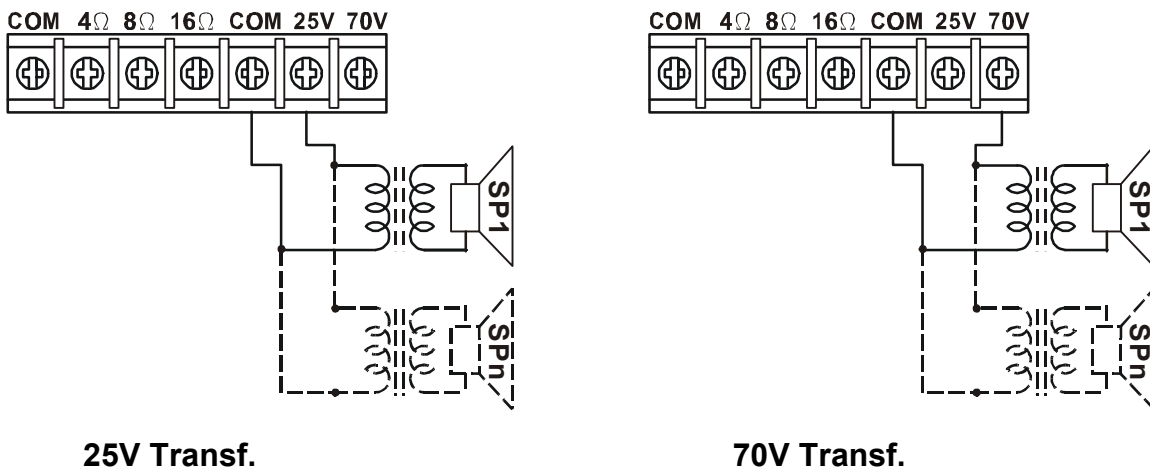 COM 4Ω 8Ω 16Ω COM 25V 70V
SP1
SPn
25V Transf.
COM 4Ω 8Ω 16Ω COM 25V 70V
SP1
SPn
70V Transf.